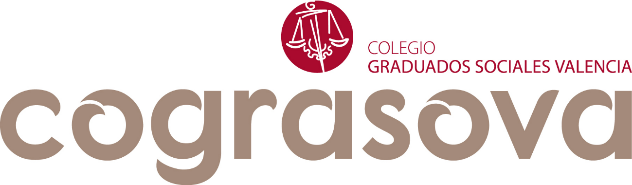 COLEGIO
GRADUADOS SOCIALES VALENCIA
cograsova